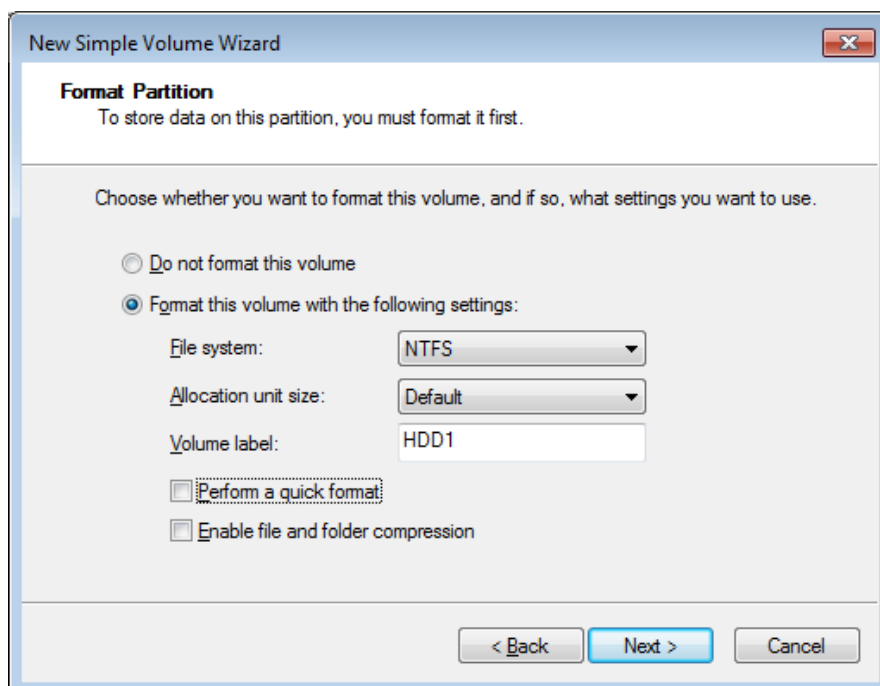 New Simple Volume Wizard
Format Partition
To store data on this partition, you must format it first.
Choose whether you want to format this volume, and if so, what settings you want to use.
Do not format this volume
Format this volume with the following settings:
File system: NTFS
Allocation unit size: Default
Volume label: HDD1
Perform a quick format
Enable file and folder compression
< Back Next > Cancel